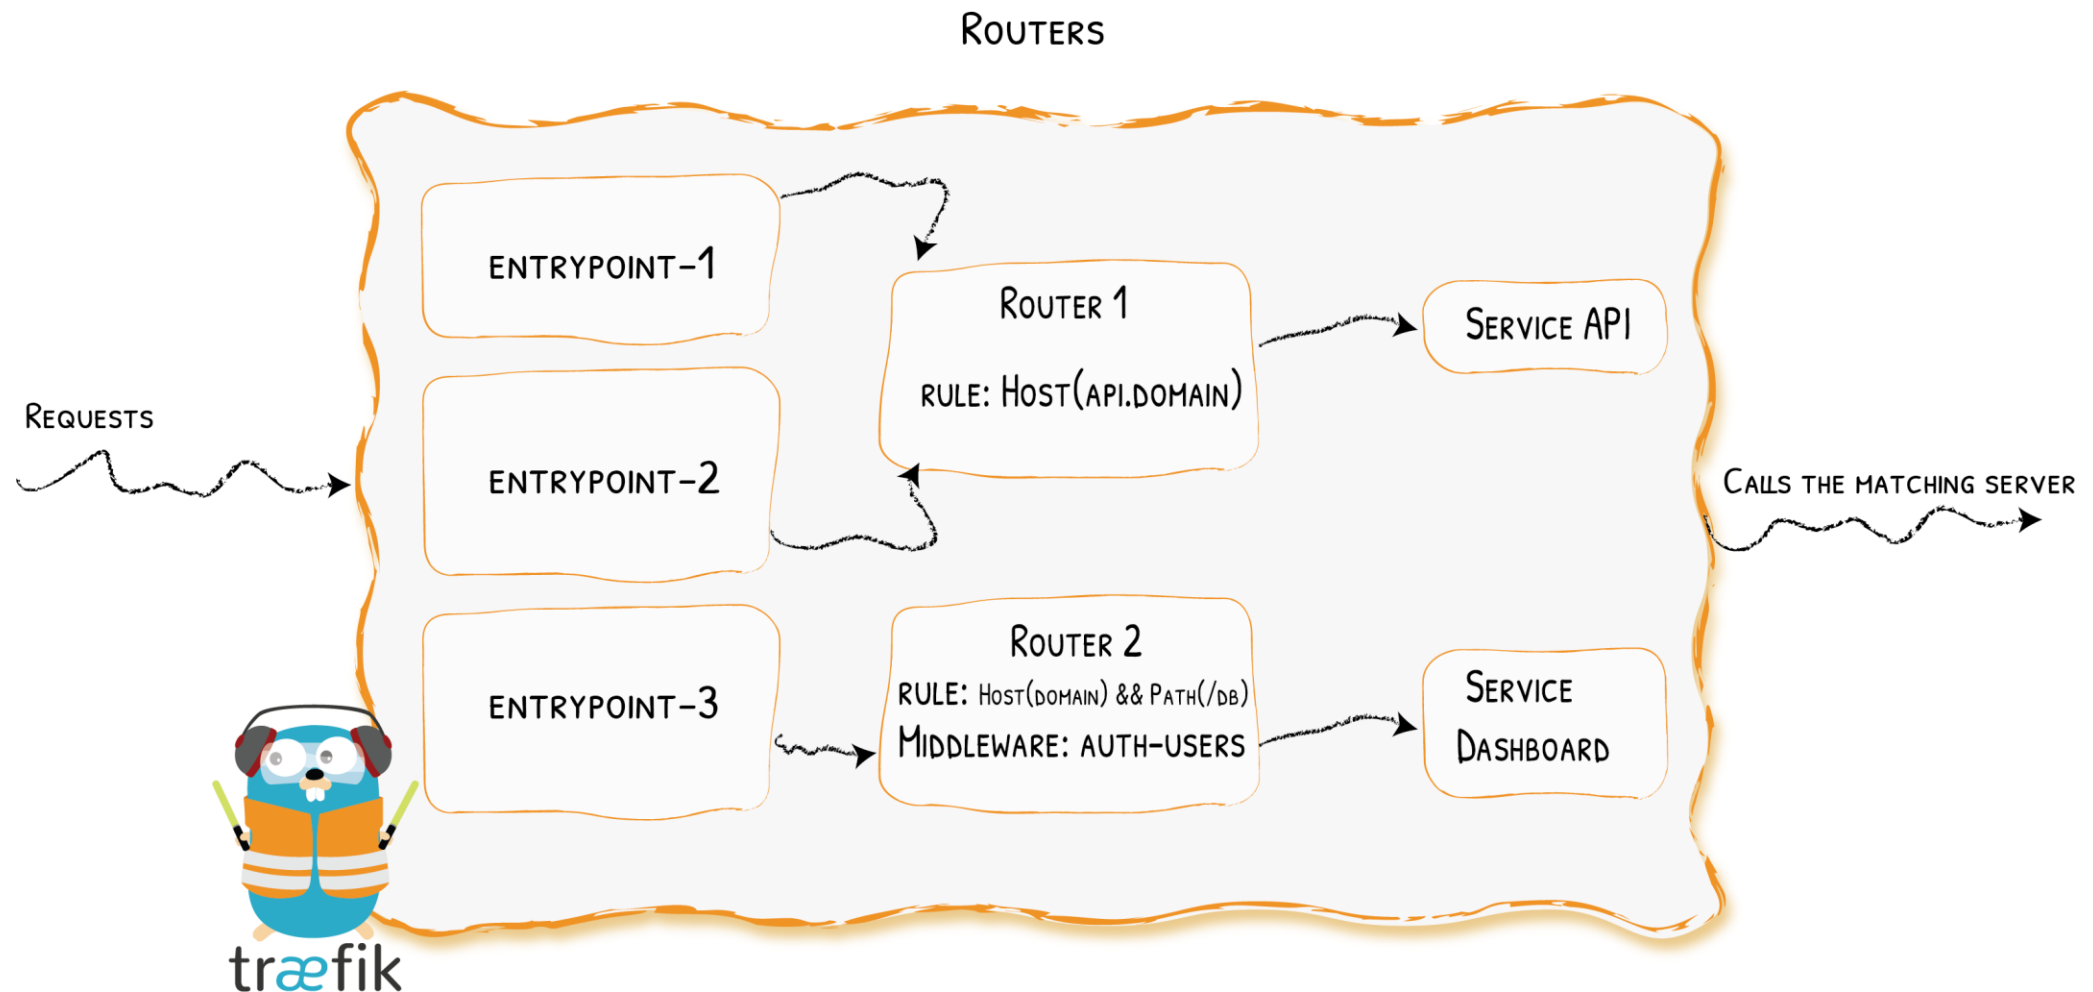 Routers
Requests
entrypoint-1
entrypoint-2
entrypoint-3
Router 1
rule: Host(api.domain)
Router 2
rule: Host(domain) && Path(/db)
Middleware: auth-users
Service API
Service
Dashboard
Calls the matching server
træfik